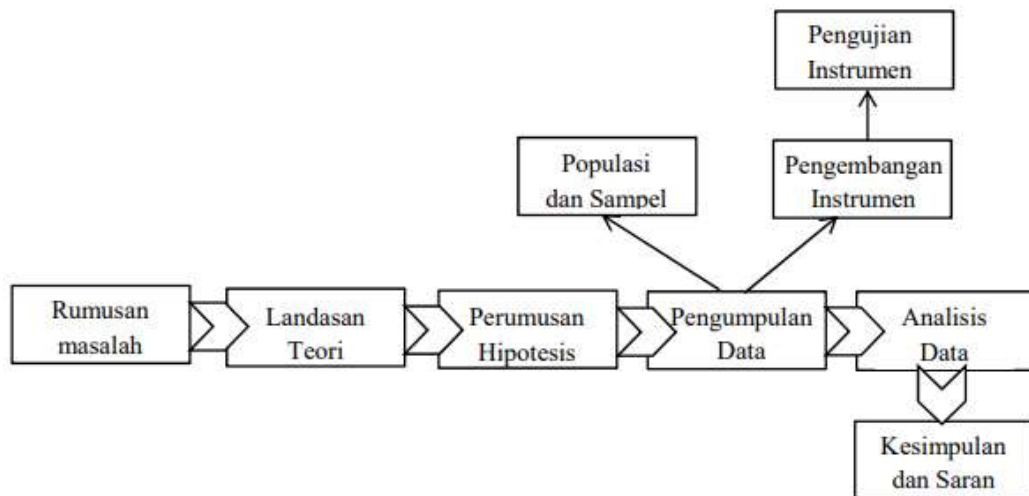 Pengujian
Instrumen
Populasi
dan Sampel
Pengembangan
Instrumen
Rumusan
masalah
Landasan
Teori
Perumusan
Hipotesis
Pengumpulan
Data
Analisis
Data
Kesimpulan
dan Saran